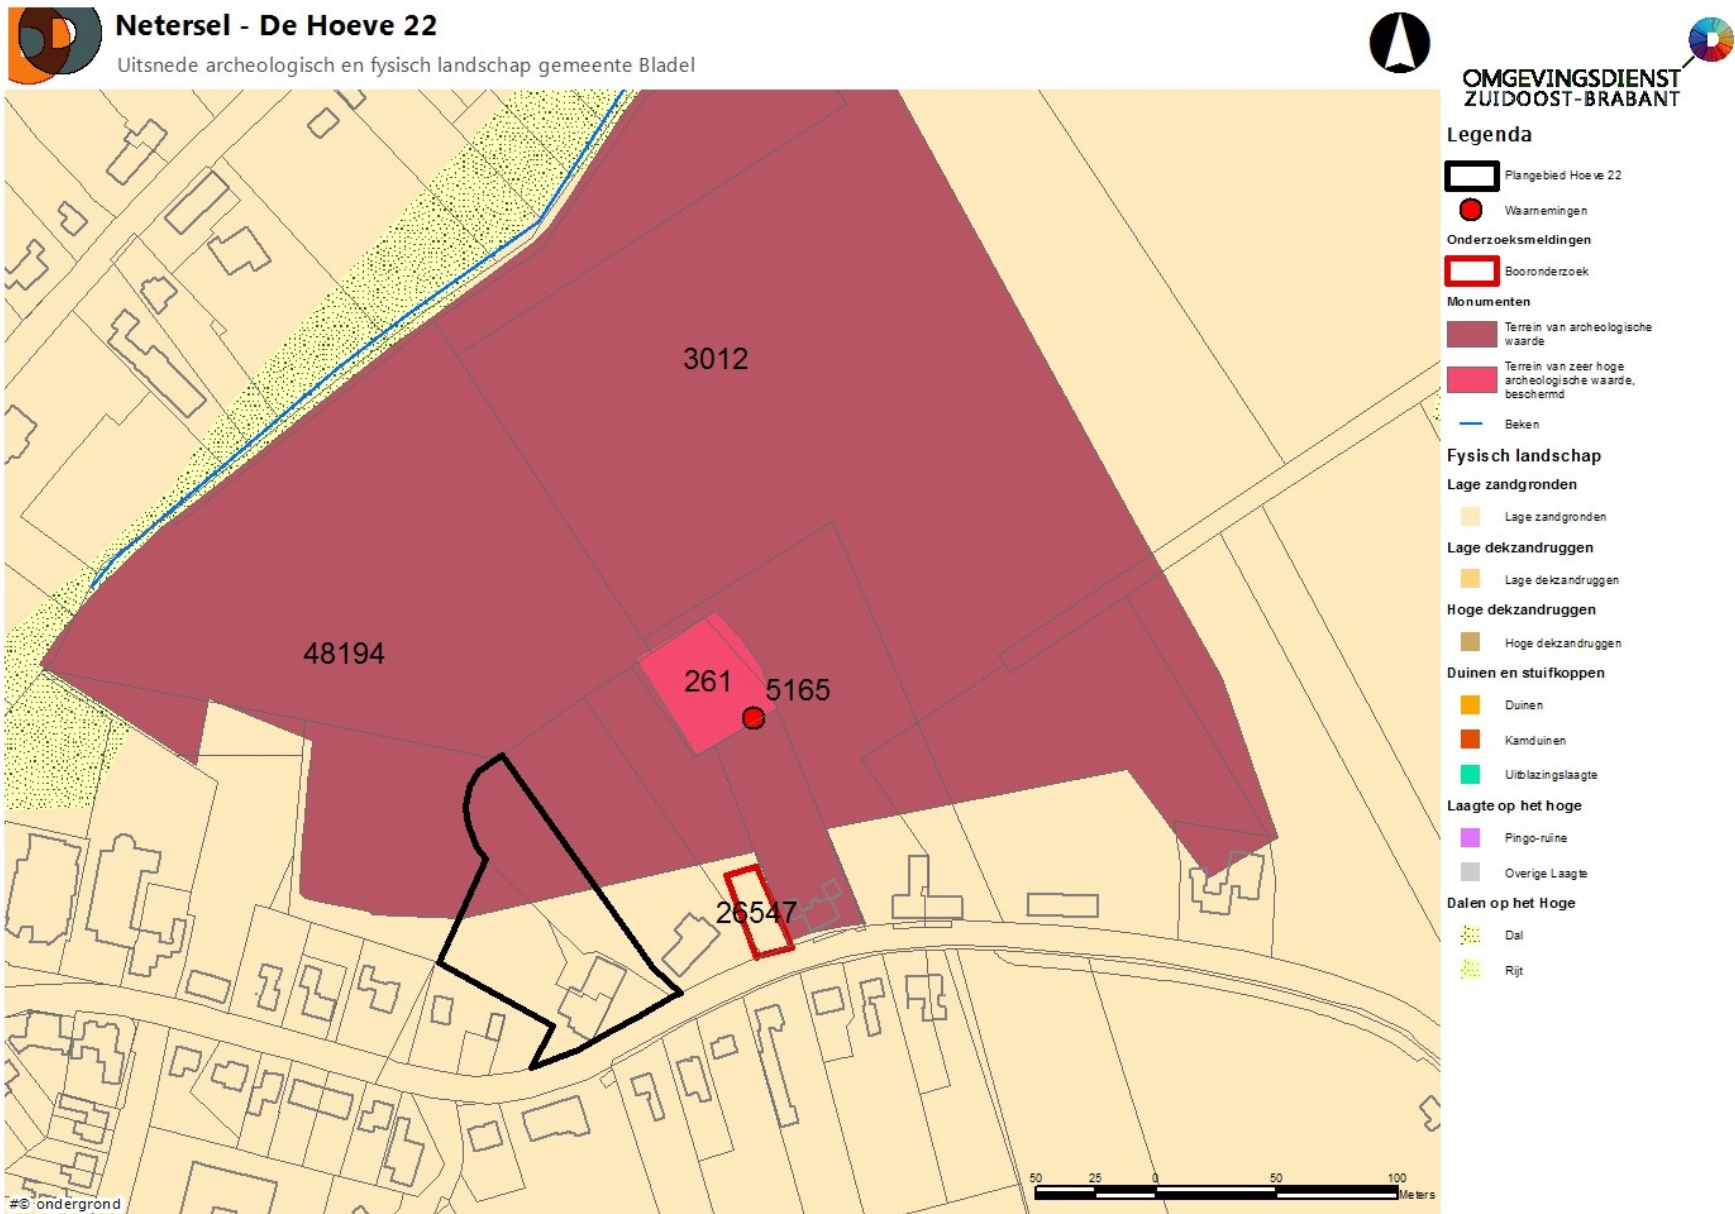 Netersel - De Hoeve 22
Uitsnede archeologisch en fysisch landschap gemeente Bladel
OMGEVINGSDIENST
ZUIDOOST-BRABANT
Legenda
Plangebied Hoeve 22
Waarnemingen
Onderzoeksmeldingen
Booronderzoek
Monumenten
Terrein van archeologische
waarde
Terrein van zeer hoge
archeologische waarde,
beschermd
Beken
Fysisch landschap
Lage zandgronden
Lage zandgronden
Lage dekzandruggen
Lage dekzandruggen
Hoge dekzandruggen
Hoge dekzandruggen
Duinen en stuifkoppen
Duinen
Kamduinen
Uitblazingslaagte
Laagte op het hoge
Pingo-ruïne
Overige Laagte
Dalen op het Hoge
Dal
Rijt
3012
48194
261
5165
26547
50 25 0 50 100
Meters
#© ondergrond